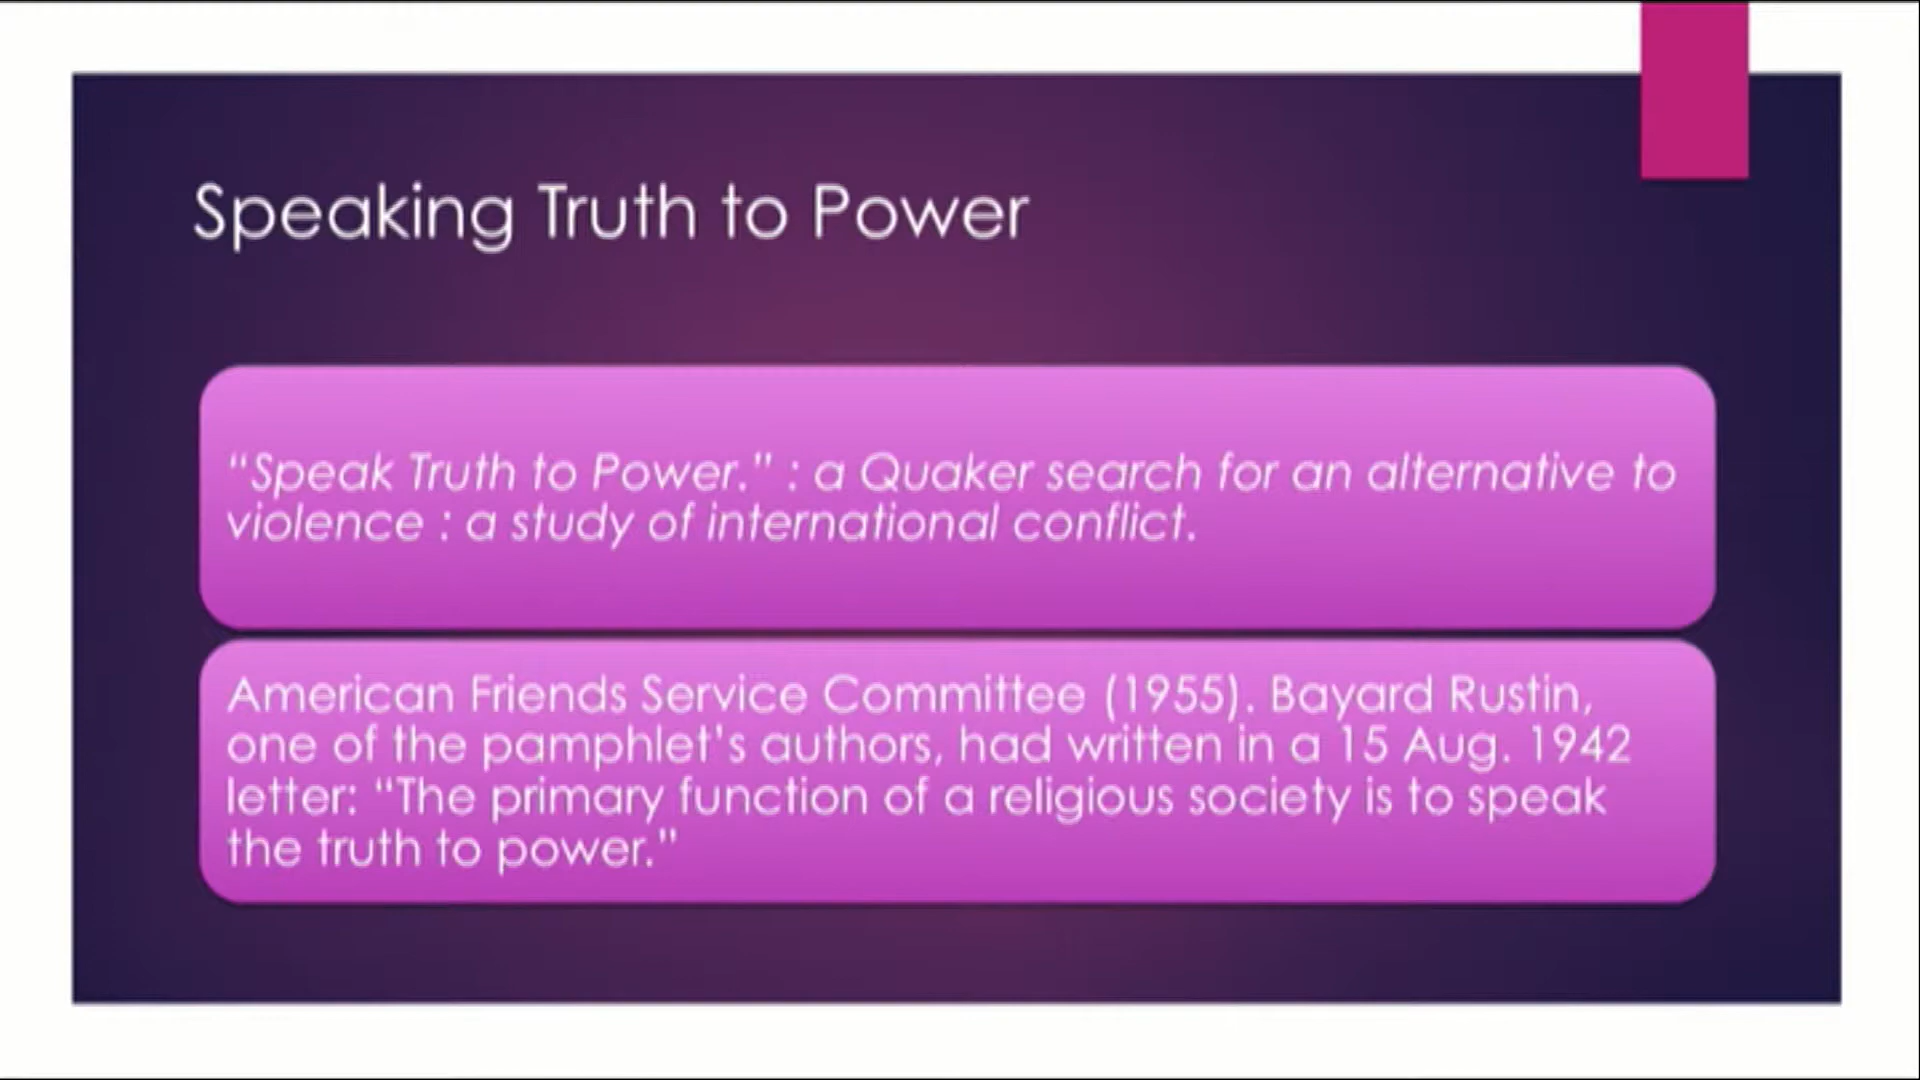 Speaking Truth to Power
“Speak Truth to Power.” : a Quaker search for an alternative to
violence : a study of international conflict.
American Friends Service Committee (1955). Bayard Rustin,
one of the pamphlet’s authors, had written in a 15 Aug. 1942
letter: “The primary function of a religious society is to speak
the truth to power.”